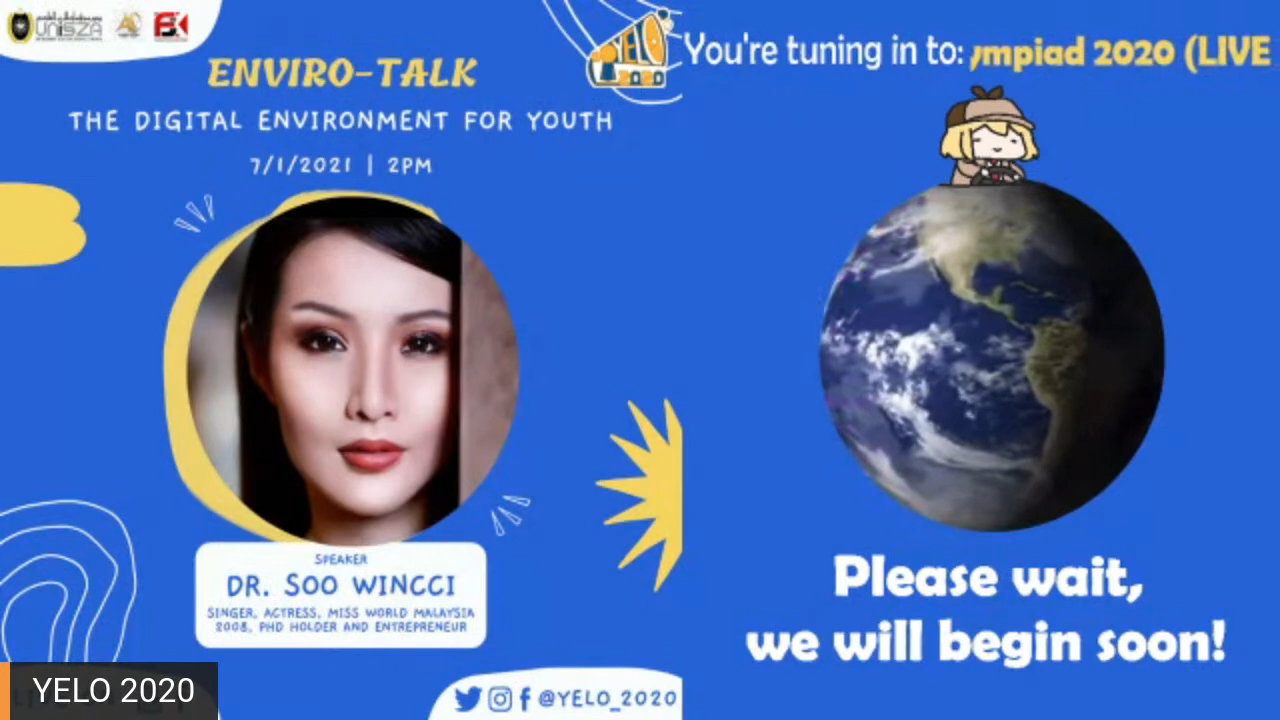 UniSZA
ENVIRO-TALK
THE DIGITAL ENVIRONMENT FOR YOUTH
7/1/2021 | 2PM
YELO
You're tuning in to: ympiad 2020 (LIVE
SPEAKER
DR. SOO WINCCI
SINGER, ACTRESS, MISS WORLD MALAYSIA
2008, PHD HOLDER AND ENTREPRENEUR
Please wait,
we will begin soon!
YELO 2020
@YELO_2020